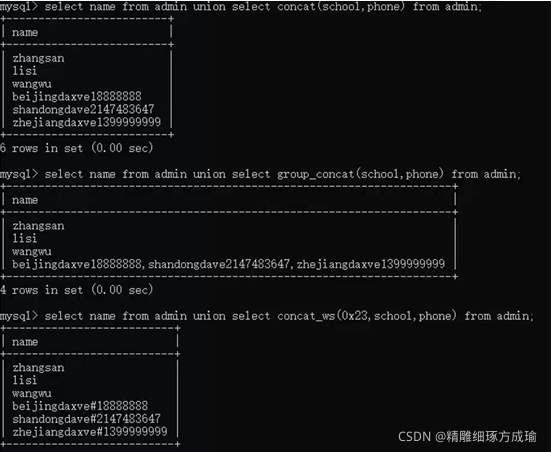 mysql> select name from admin union select concat(school,phone) from admin;
+-----------------------+
| name                  |
+-----------------------+
| zhangsan              |
| lisi                  |
| wangwu                |
| beijingdaxve18888888  |
| shandongdave2147483647 |
| zhejiangdaxve1399999999 |
+-----------------------+
6 rows in set (0.00 sec)
mysql> select name from admin union select group_concat(school,phone) from admin;
+----------------------------------------------------------------------+
| name                                                                 |
+----------------------------------------------------------------------+
| zhangsan                                                             |
| lisi                                                                 |
| wangwu                                                               |
| beijingdaxve18888888,shandongdave2147483647,zhejiangdaxve1399999999 |
+----------------------------------------------------------------------+
4 rows in set (0.00 sec)
mysql> select name from admin union select concat_ws(0x23,school,phone) from admin;
+--------------------------+
| name                     |
+--------------------------+
| zhangsan                 |
| lisi                     |
| wangwu                   |
| beijingdaxve#18888888    |
| shandongdave#2147483647  |
| zhejiangdaxve#1399999999 |
+--------------------------+
CSDN @精雕细琢方成瑜